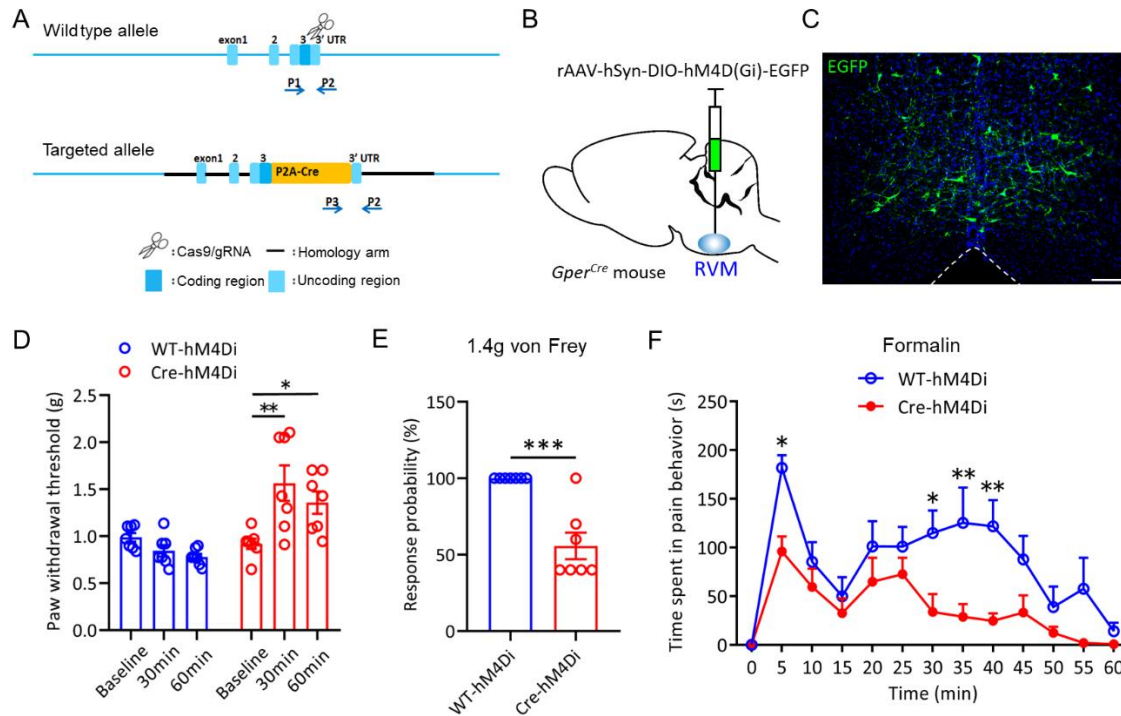 A
Wild type allele
exon1 2 3 3' UTR
P1 P2
Targeted allele
exon1 2 3 P2A-Cre 3' UTR
P3 P2
:Cas9/gRNA :Homology arm
:Coding region :Uncoding region
B
rAAV-hSyn-DIO-hM4D(Gi)-EGFP
Gper^Cre mouse
RVM
C
EGFP
D
WT-hM4Di
Cre-hM4Di
Paw withdrawal threshold (g)
2.5
2.0
1.5
1.0
0.5
0.0
*
**
Baseline 30min 60min Baseline 30min 60min
E
1.4g von Frey
Response probability (%)
150
100
50
0
***
WT-hM4Di Cre-hM4Di
F
Formalin
WT-hM4Di
Cre-hM4Di
Time spent in pain behavior (s)
250
200
150
100
50
0
* * ** **
0 5 10 15 20 25 30 35 40 45 50 55 60
Time (min)